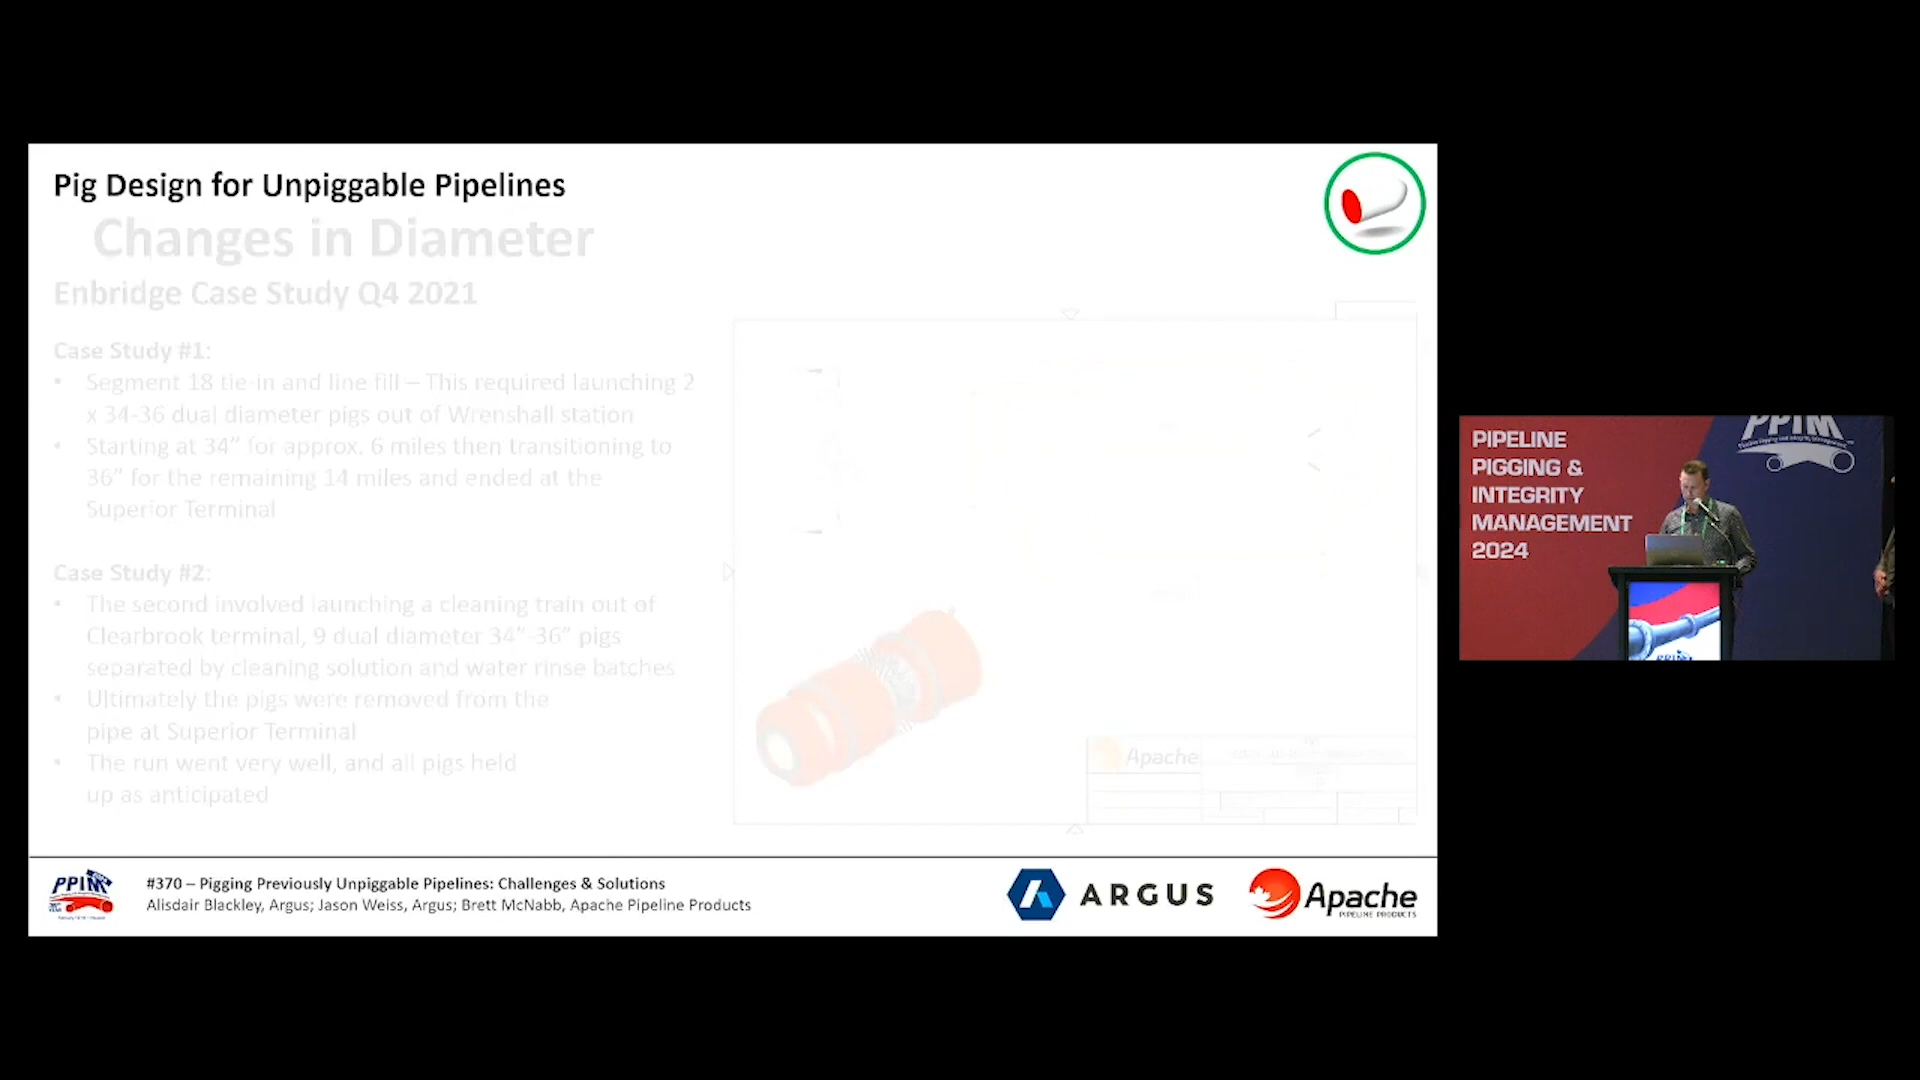 Pig Design for Unpiggable Pipelines
Changes in Diameter
Enbridge Case Study Q4 2021
Case Study #1:
• Segment 18 tie-in and line fill – This required launching 2
x 34-36 dual diameter pigs out of Wrenshall station
• Starting at 34” for approx. 6 miles then transitioning to
36” for the remaining 14 miles and ended at the
Superior Terminal
Case Study #2:
• The second involved launching a cleaning train out of
Clearbrook terminal, 9 dual diameter 34”-36” pigs
separated by cleaning solution and water rinse batches
• Ultimately the pigs were removed from the
pipe at Superior Terminal
• The run went very well, and all pigs held
up as anticipated
Apache
PPIM
#370 – Pigging Previously Unpiggable Pipelines: Challenges & Solutions
Alisdair Blackley, Argus; Jason Weiss, Argus; Brett McNabb, Apache Pipeline Products
ARGUS
Apache
PIPELINE PRODUCTS
PIPELINE
PIGGING &
INTEGRITY
MANAGEMENT
2024
PPIM
PPIM